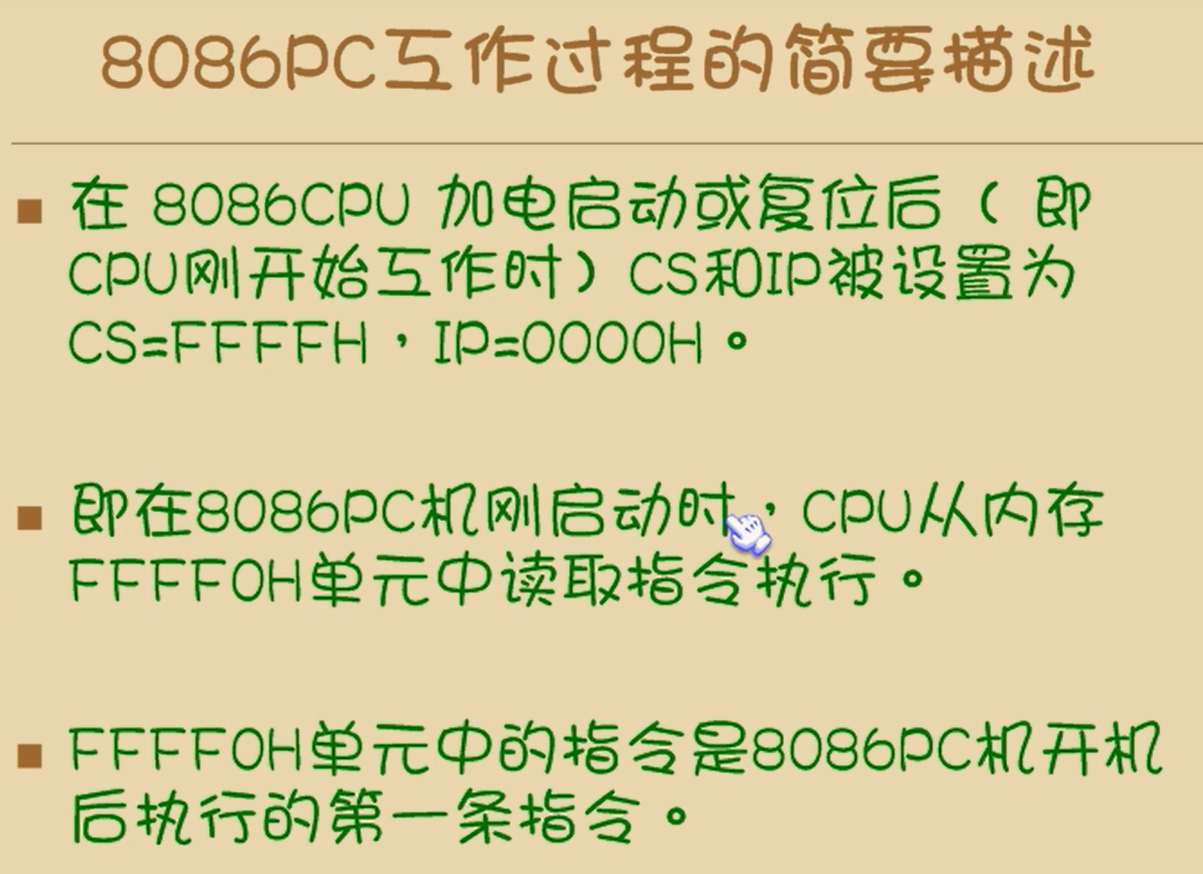 8086PC工作过程的简要描述
■ 在 8086CPU 加电启动或复位后（ 即
CPU刚开始工作时）CS和IP被设置为
CS=FFFFH，IP=0000H。
■ 即在8086PC机刚启动时，CPU从内存
FFFF0H单元中读取指令执行。
■ FFFF0H单元中的指令是8086PC机开机
后执行的第一条指令。